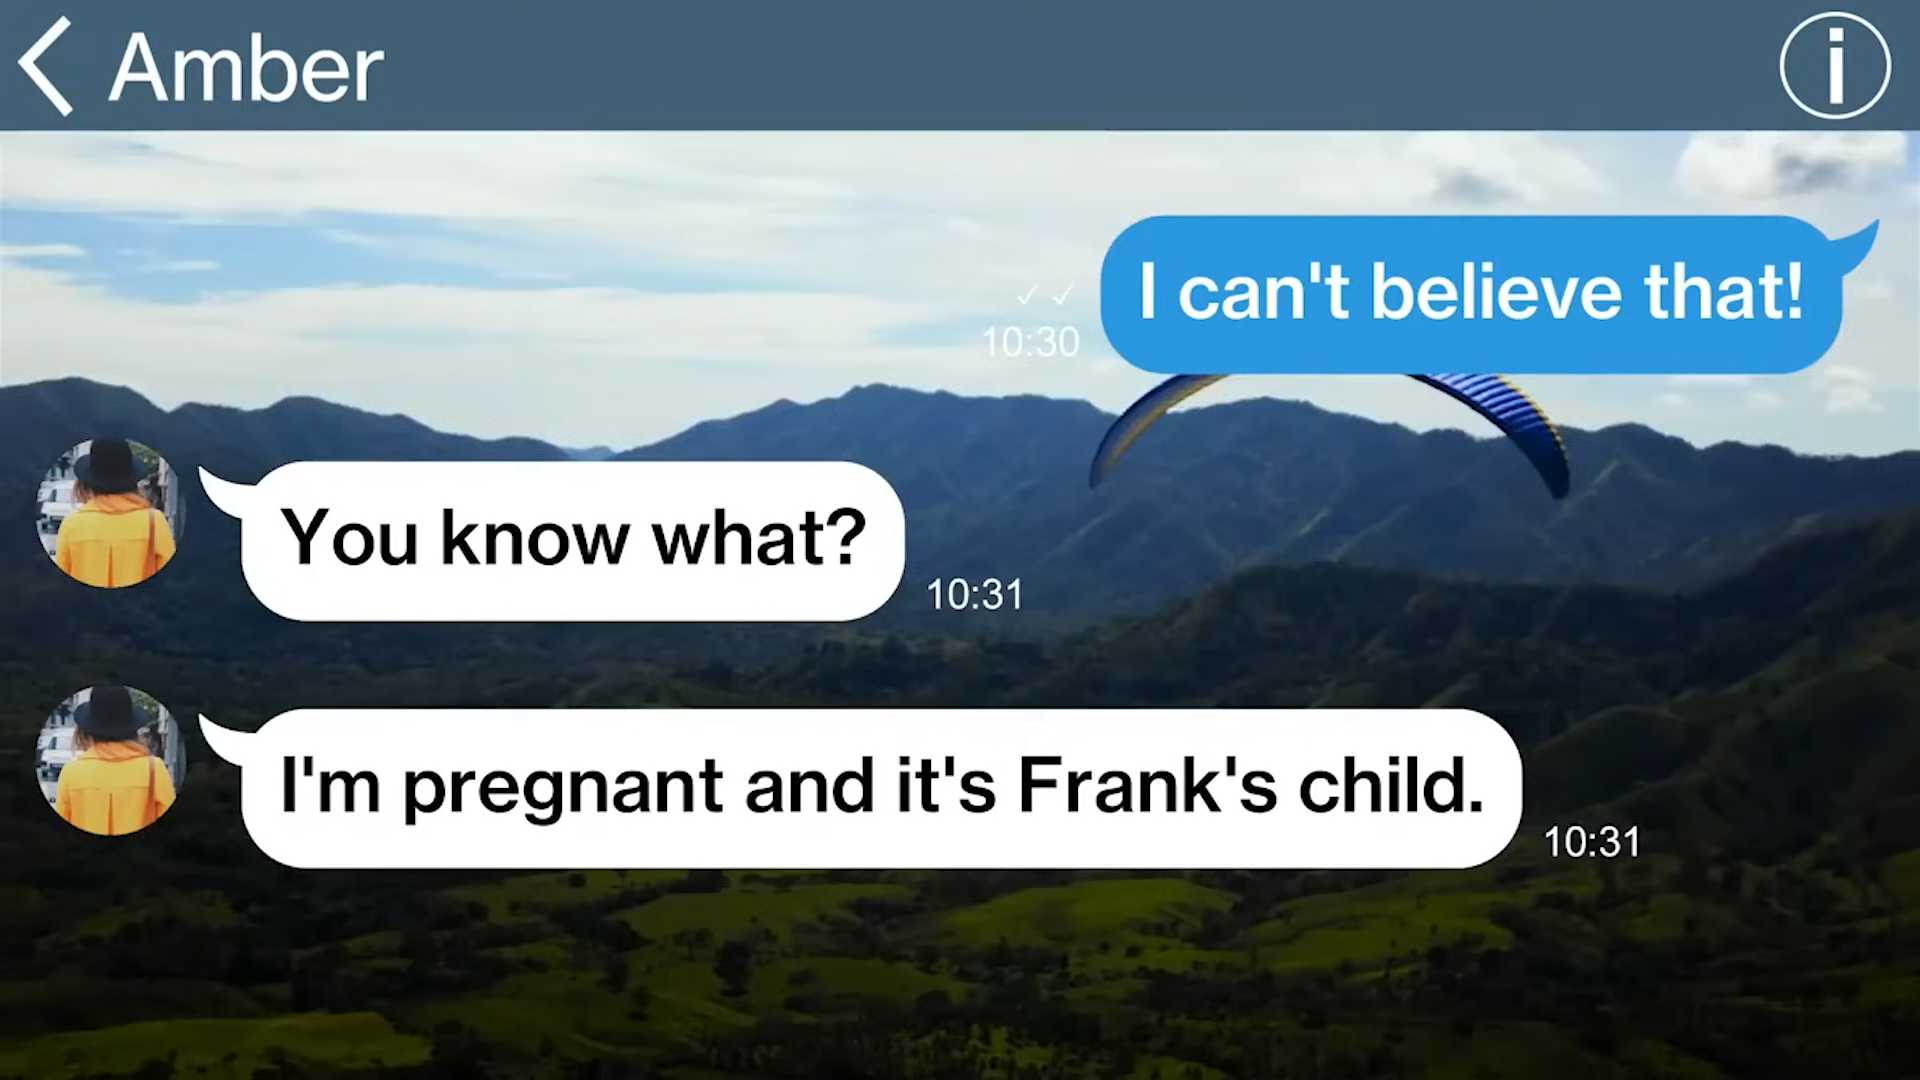 Amber
I can't believe that!
✓ ✓
10:30
You know what?
10:31
I'm pregnant and it's Frank's child.
10:31